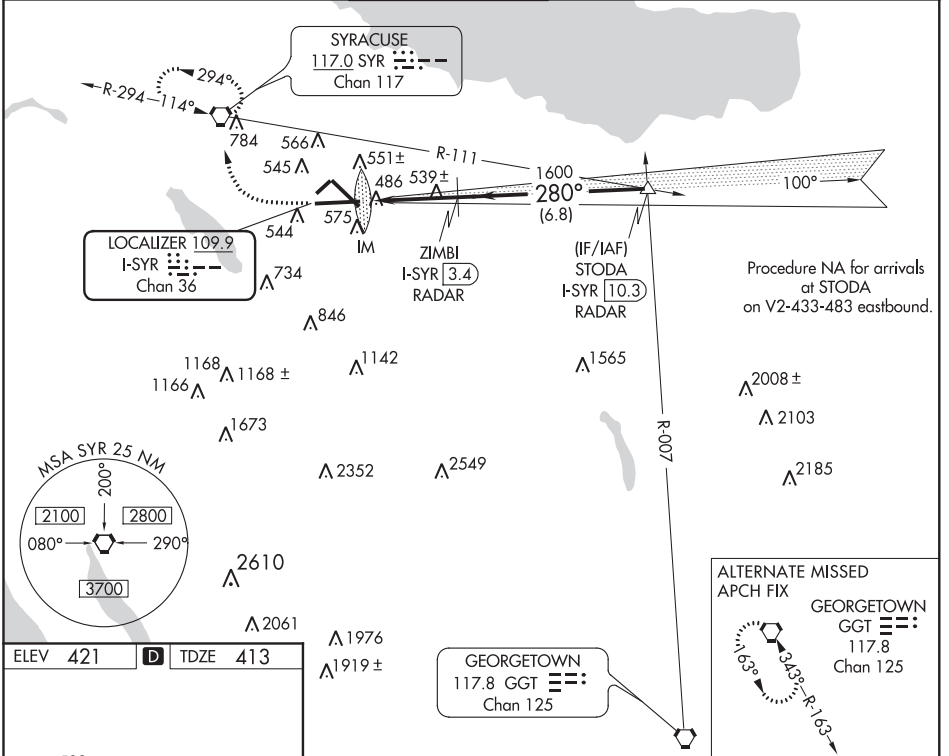 SYRACUSE
117.0 SYR
Chan 117
294°
R-294
114°
784
566
545
551±
486
539±
R-111
1600
280°
(6.8)
100°
544
575
IM
LOCALIZER 109.9
I-SYR
Chan 36
ZIMBI
I-SYR 3.4
RADAR
(IF/IAF)
STODA
I-SYR 10.3
RADAR
Procedure NA for arrivals
at STODA
on V2-433-483 eastbound.
734
846
1142
1565
1168
1168 ±
1166
2008 ±
2103
1673
R-007
2352
2549
2185
MSA SYR 25 NM
200°
2100
2800
080°
290°
3700
2610
2061
1976
1919 ±
ALTERNATE MISSED
APCH FIX
GEORGETOWN
GGT
117.8
Chan 125
163°
343°
R-163
GEORGETOWN
117.8 GGT
Chan 125
ELEV 421 D TDZE 413